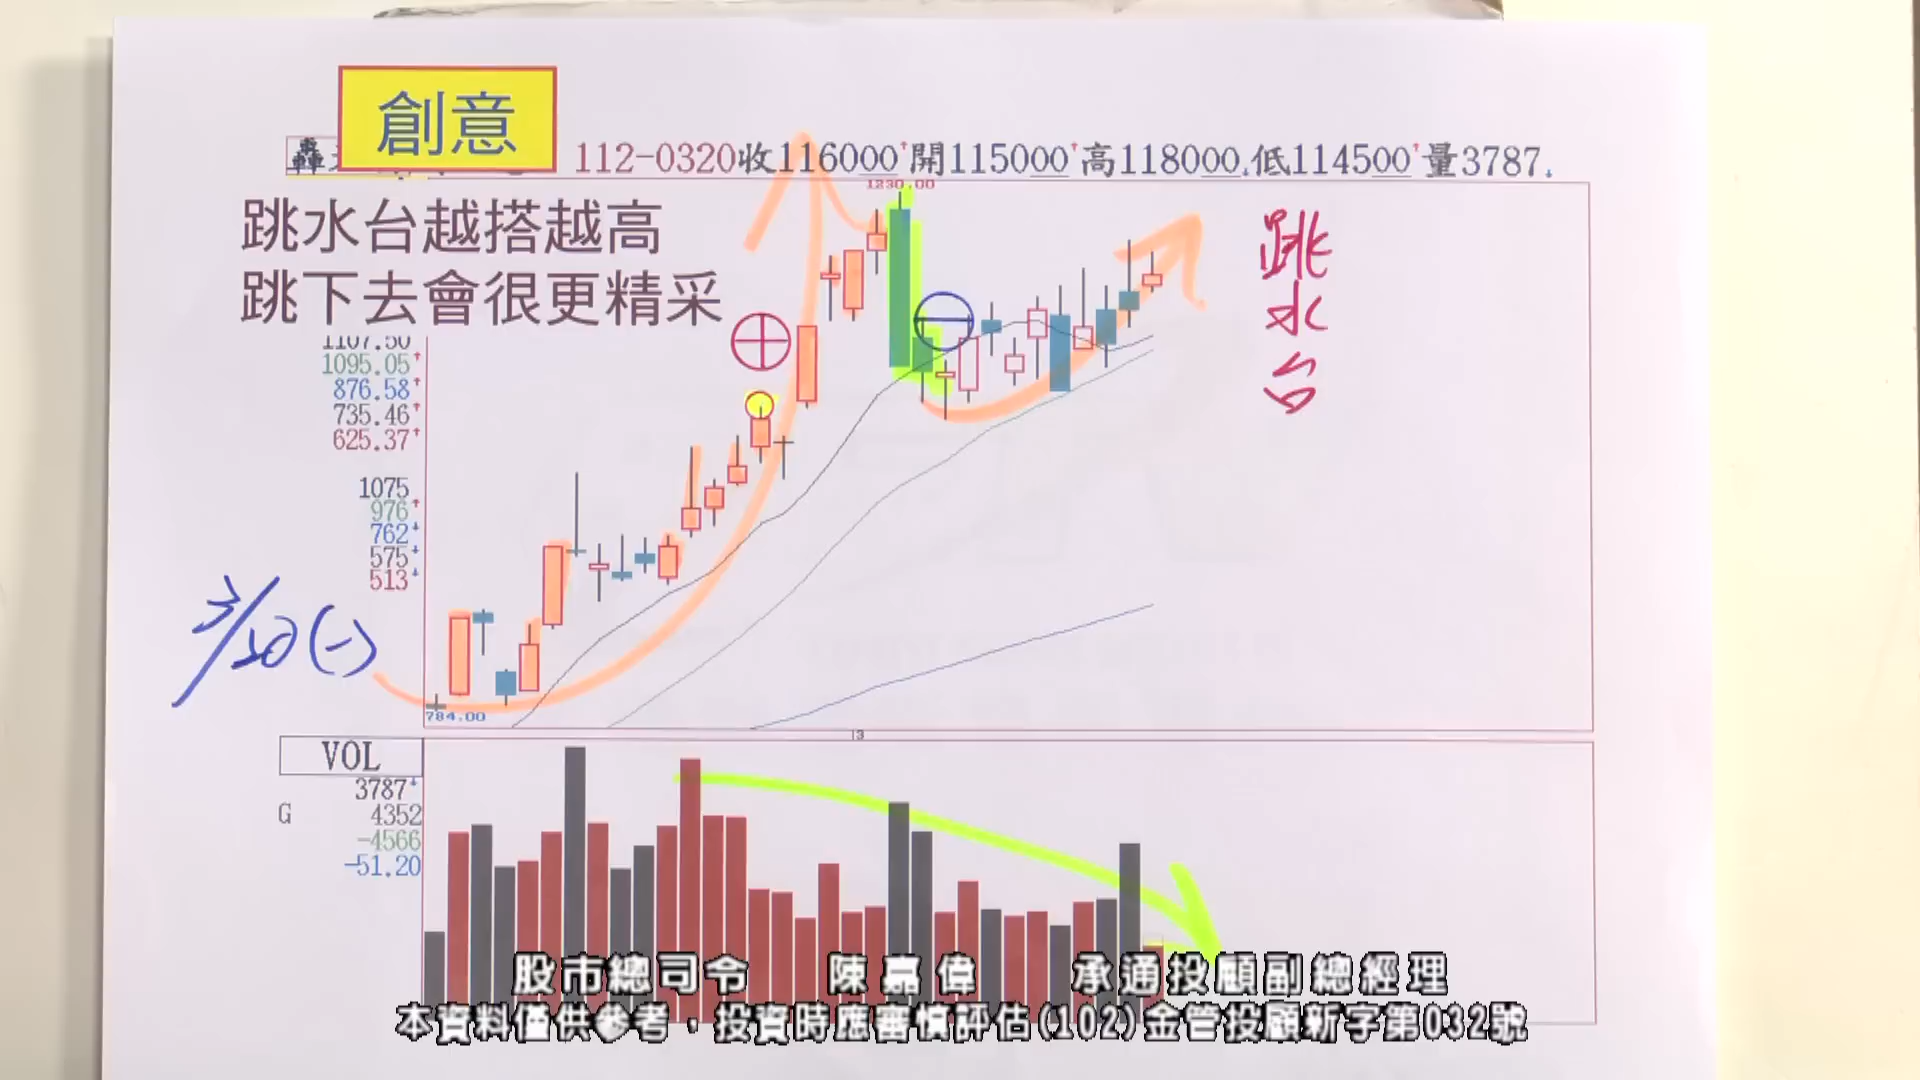 創意
112-0320收116000開115000高118000低114500量3787
跳水台越搭越高
跳下去會很更精采
1230.00
跳水台
1107.50
1095.05
876.58
735.46
625.37
1075
976
762
575
513
3/20(一)
784.00
3
VOL
3787
G 4352
-4566
-51.20
股市總司令 陳嘉偉 承通投顧副總經理
本資料僅供參考，投資時應審慎評估(102)金管投顧新字第032號